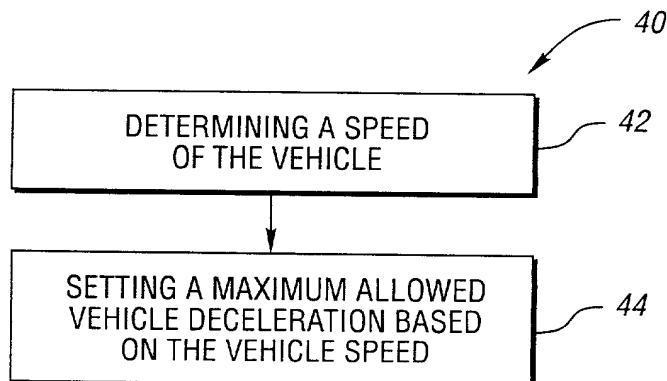 40
DETERMINING A SPEED
OF THE VEHICLE
42
SETTING A MAXIMUM ALLOWED
VEHICLE DECELERATION BASED
ON THE VEHICLE SPEED
44